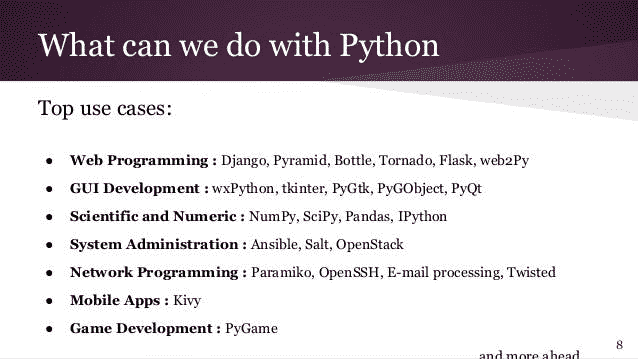 What can we do with Python
Top use cases:
● Web Programming : Django, Pyramid, Bottle, Tornado, Flask, web2Py
● GUI Development : wxPython, tkinter, PyGtk, PyGObject, PyQt
● Scientific and Numeric : NumPy, SciPy, Pandas, IPython
● System Administration : Ansible, Salt, OpenStack
● Network Programming : Paramiko, OpenSSH, E-mail processing, Twisted
● Mobile Apps : Kivy
● Game Development : PyGame
8
and more ahead